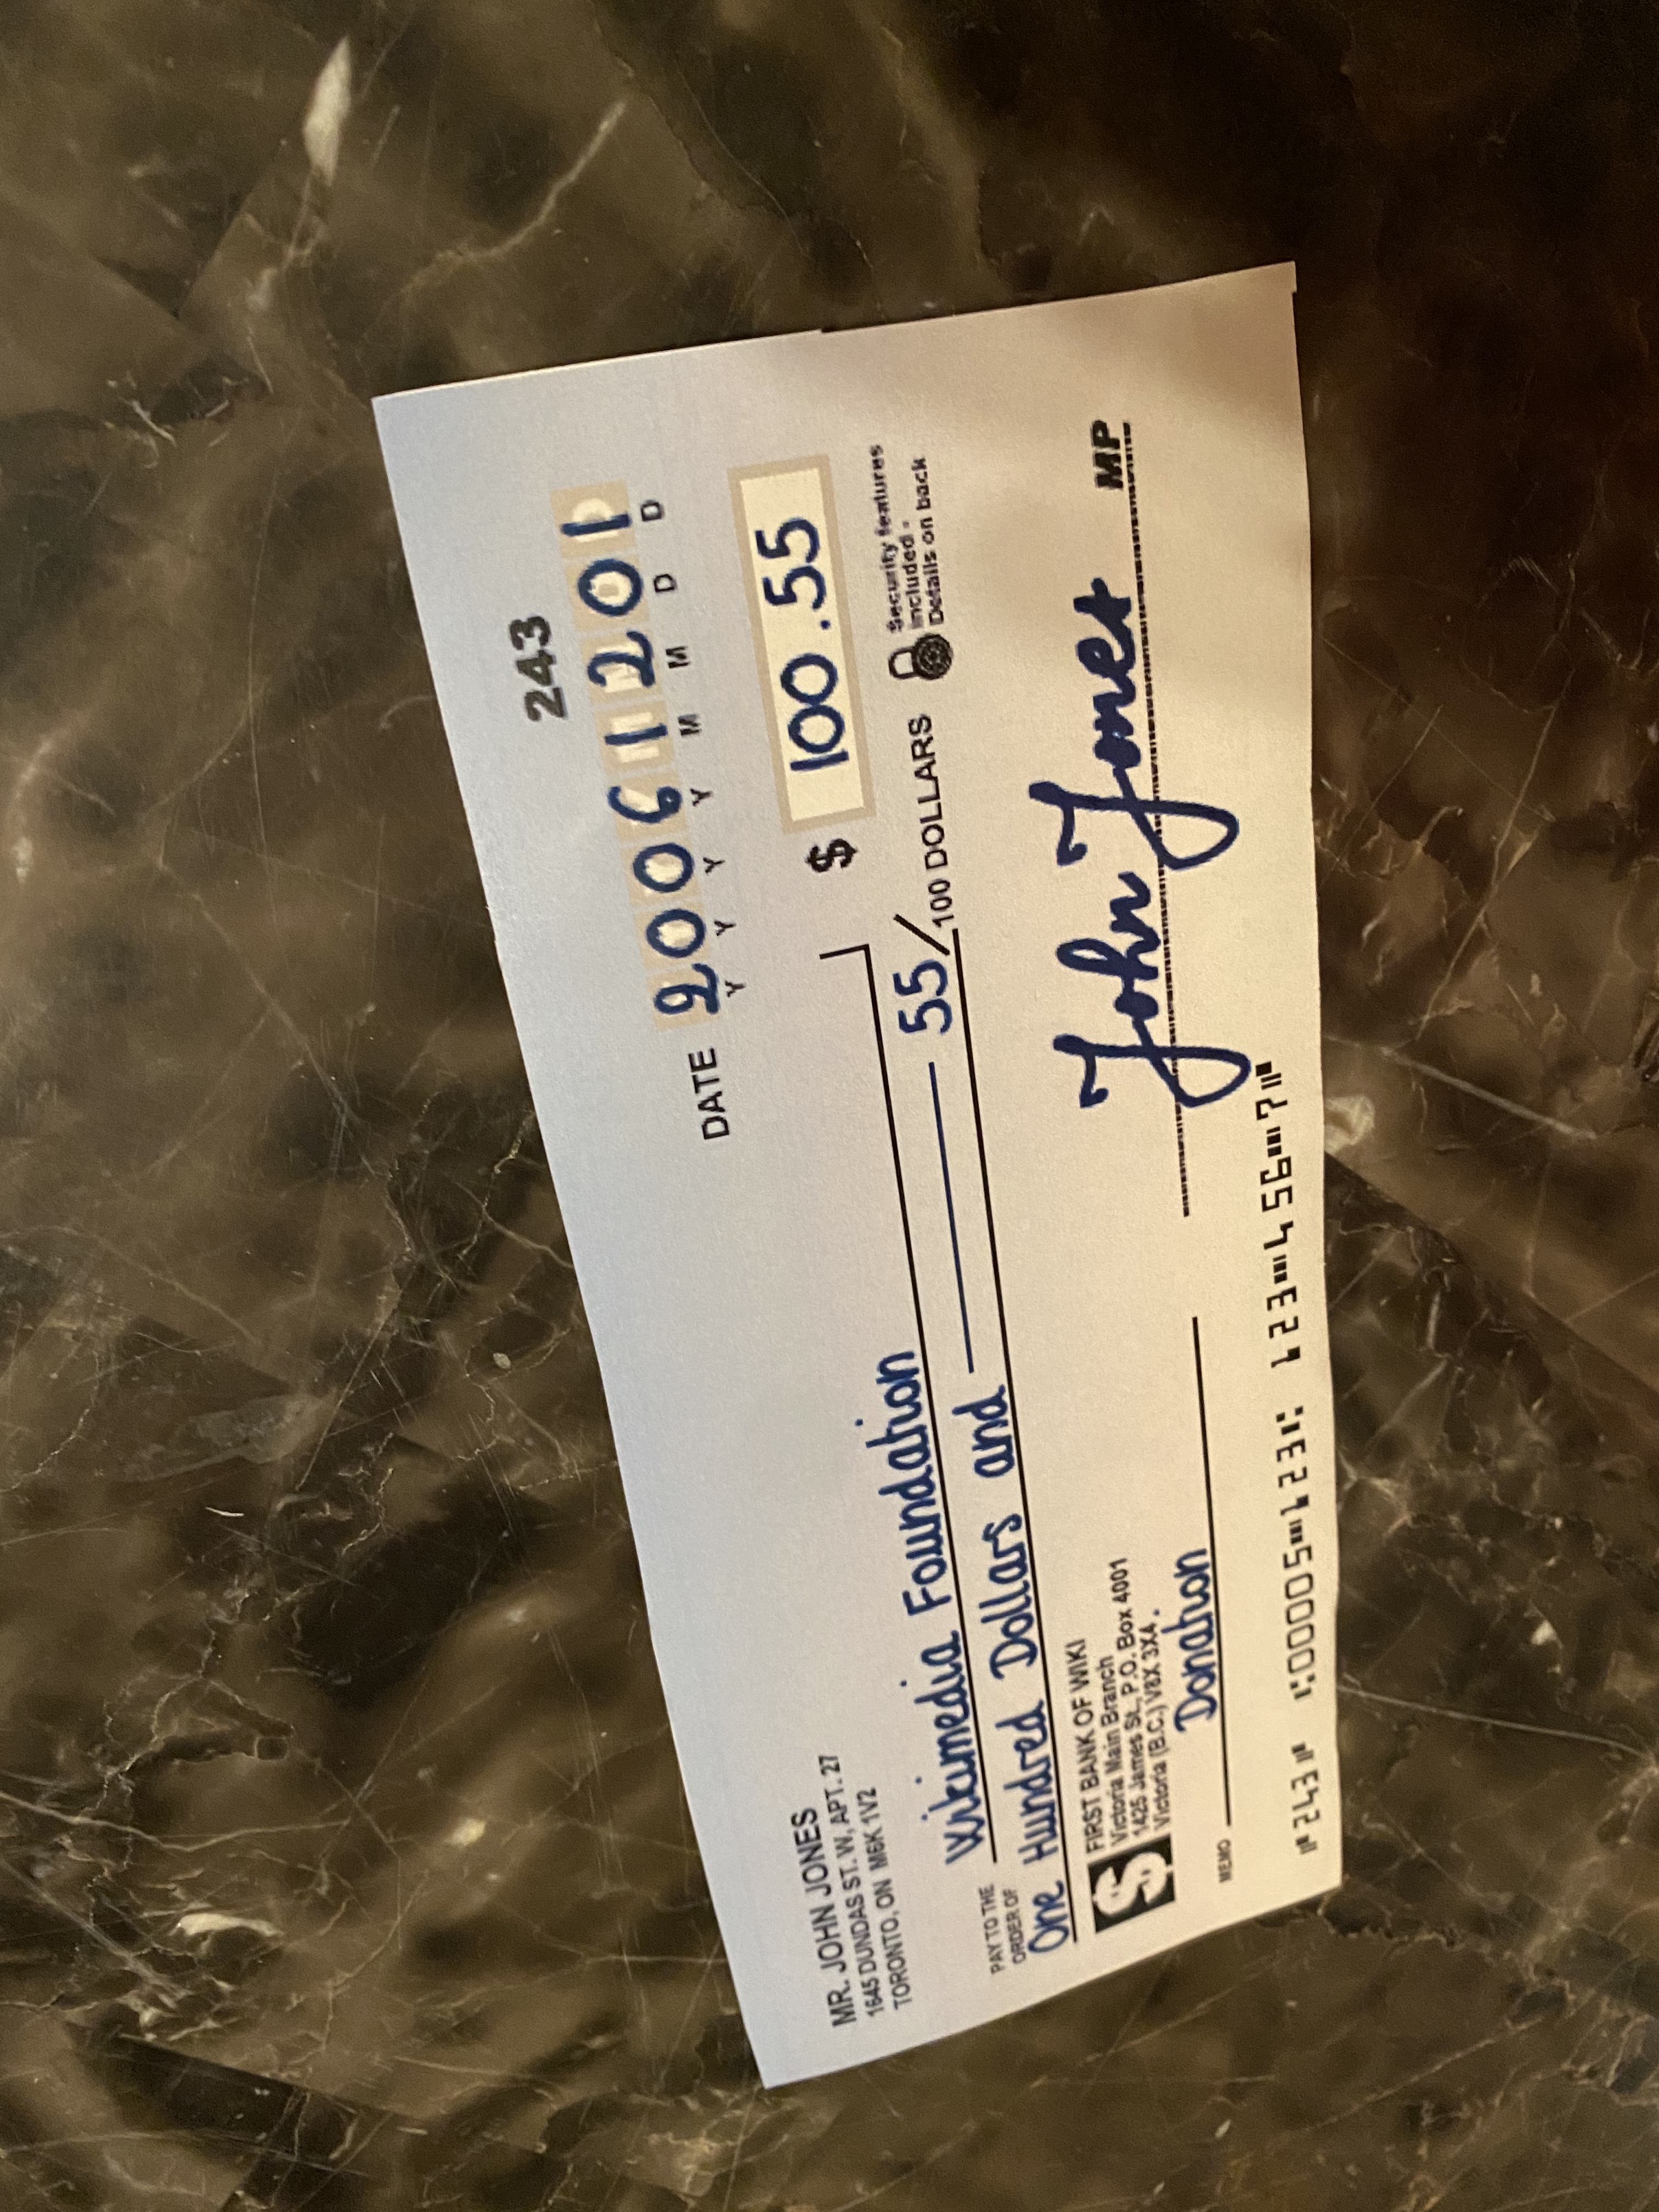 243
DATE 20061201
Y Y Y Y M M D D
MR. JOHN JONES
1645 DUNDAS ST. W, APT. 27
TORONTO, ON M6K 1V2
PAY TO THE
ORDER OF
Wikimedia Foundation
$ 100.55
One Hundred Dollars and 55/100 DOLLARS
Security features
included.
Details on back
FIRST BANK OF WIKI
Victoria Main Branch
1425 James St., P.O. Box 4001
Victoria (B.C.) V8X 3X4.
MEMO Donation
John Jones MP
⑈243⑈ ⑆00005⑉123⑆ 123⑉456⑉7⑈